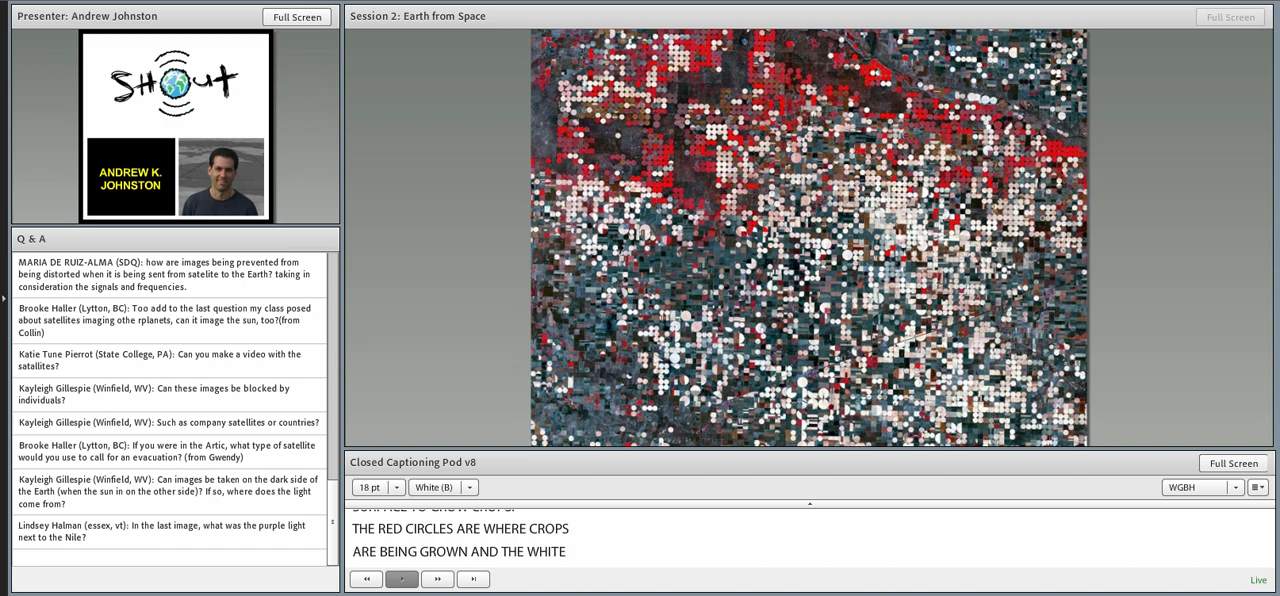 Presenter: Andrew Johnston
Full Screen
SHOUT
ANDREW K.
JOHNSTON
Q & A
MARIA DE RUIZ-ALMA (SDQ): how are images being prevented from
being distorted when it is being sent from satelite to the Earth? taking in
consideration the signals and frequencies.
Brooke Haller (Lytton, BC): Too add to the last question my class posed
about satellites imaging othe rplanets, can it image the sun, too?(from
Collin)
Katie Tune Pierrot (State College, PA): Can you make a video with the
satallites?
Kayleigh Gillespie (Winfield, WV): Can these images be blocked by
individuals?
Kayleigh Gillespie (Winfield, WV): Such as company satellites or countries?
Brooke Haller (Lytton, BC): If you were in the Artic, what type of satellite
would you use to call for an evacuation? (from Gwendy)
Kayleigh Gillespie (Winfield, WV): Can images be taken on the dark side of
the Earth (when the sun in on the other side)? If so, where does the light
come from?
Lindsey Halman (essex, vt): In the last image, what was the purple light
next to the Nile?
Session 2: Earth from Space
Full Screen
Closed Captioning Pod v8
Full Screen
18 pt
White (B)
WGBH
SURFACE TO GROW CROPS.
THE RED CIRCLES ARE WHERE CROPS
ARE BEING GROWN AND THE WHITE
Live